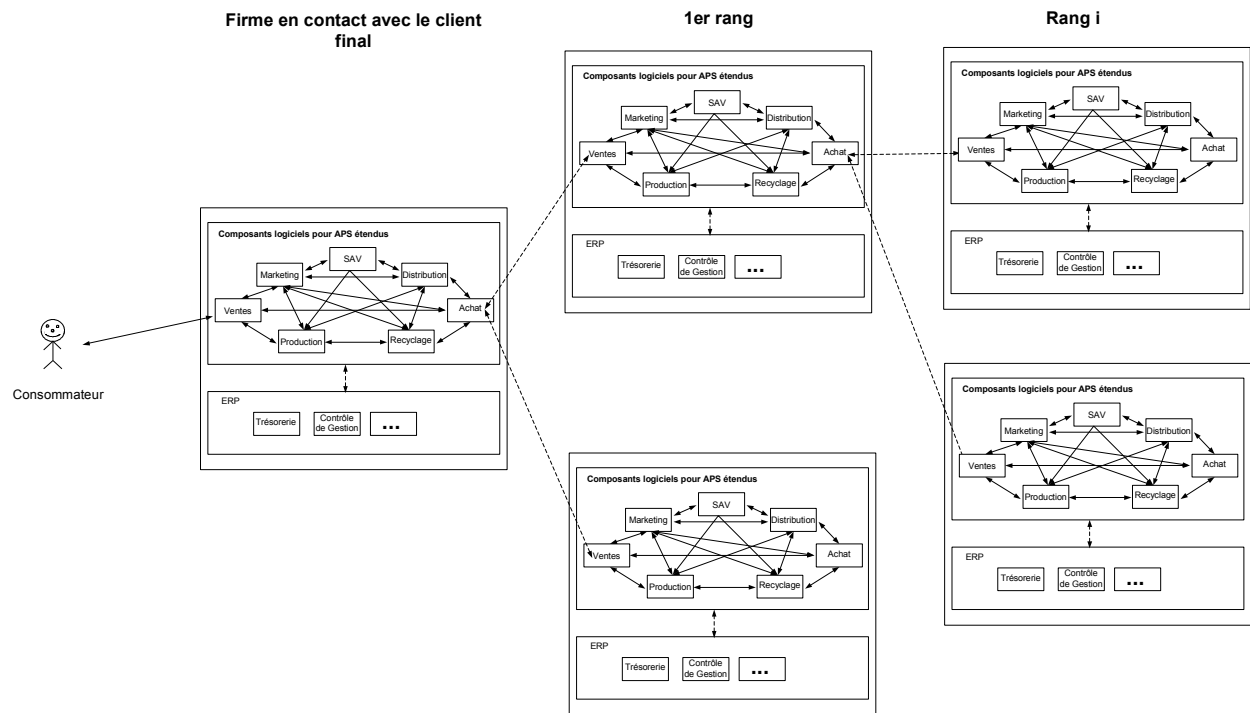 Firme en contact avec le client
final
1er rang
Rang i
Composants logiciels pour APS étendus
SAV
Marketing
Distribution
Ventes
Achat
Production
Recyclage
ERP
Trésorerie
Contrôle
de Gestion
...
Composants logiciels pour APS étendus
SAV
Marketing
Distribution
Ventes
Achat
Production
Recyclage
ERP
Trésorerie
Contrôle
de Gestion
...
Consommateur
Composants logiciels pour APS étendus
SAV
Marketing
Distribution
Ventes
Achat
Production
Recyclage
ERP
Trésorerie
Contrôle
de Gestion
...
Composants logiciels pour APS étendus
SAV
Marketing
Distribution
Ventes
Achat
Production
Recyclage
ERP
Trésorerie
Contrôle
de Gestion
...
Composants logiciels pour APS étendus
SAV
Marketing
Distribution
Ventes
Achat
Production
Recyclage
ERP
Trésorerie
Contrôle
de Gestion
...